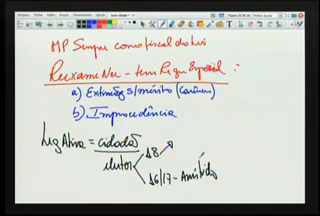 MP Sempre como fiscal da lei
Reexame Nec - tem Regra Especial:
a) Extinção s/mérito (carência)
b) Improcedência
Leg Ativa = cidadão
eleitor
18
16/17 - Assistido